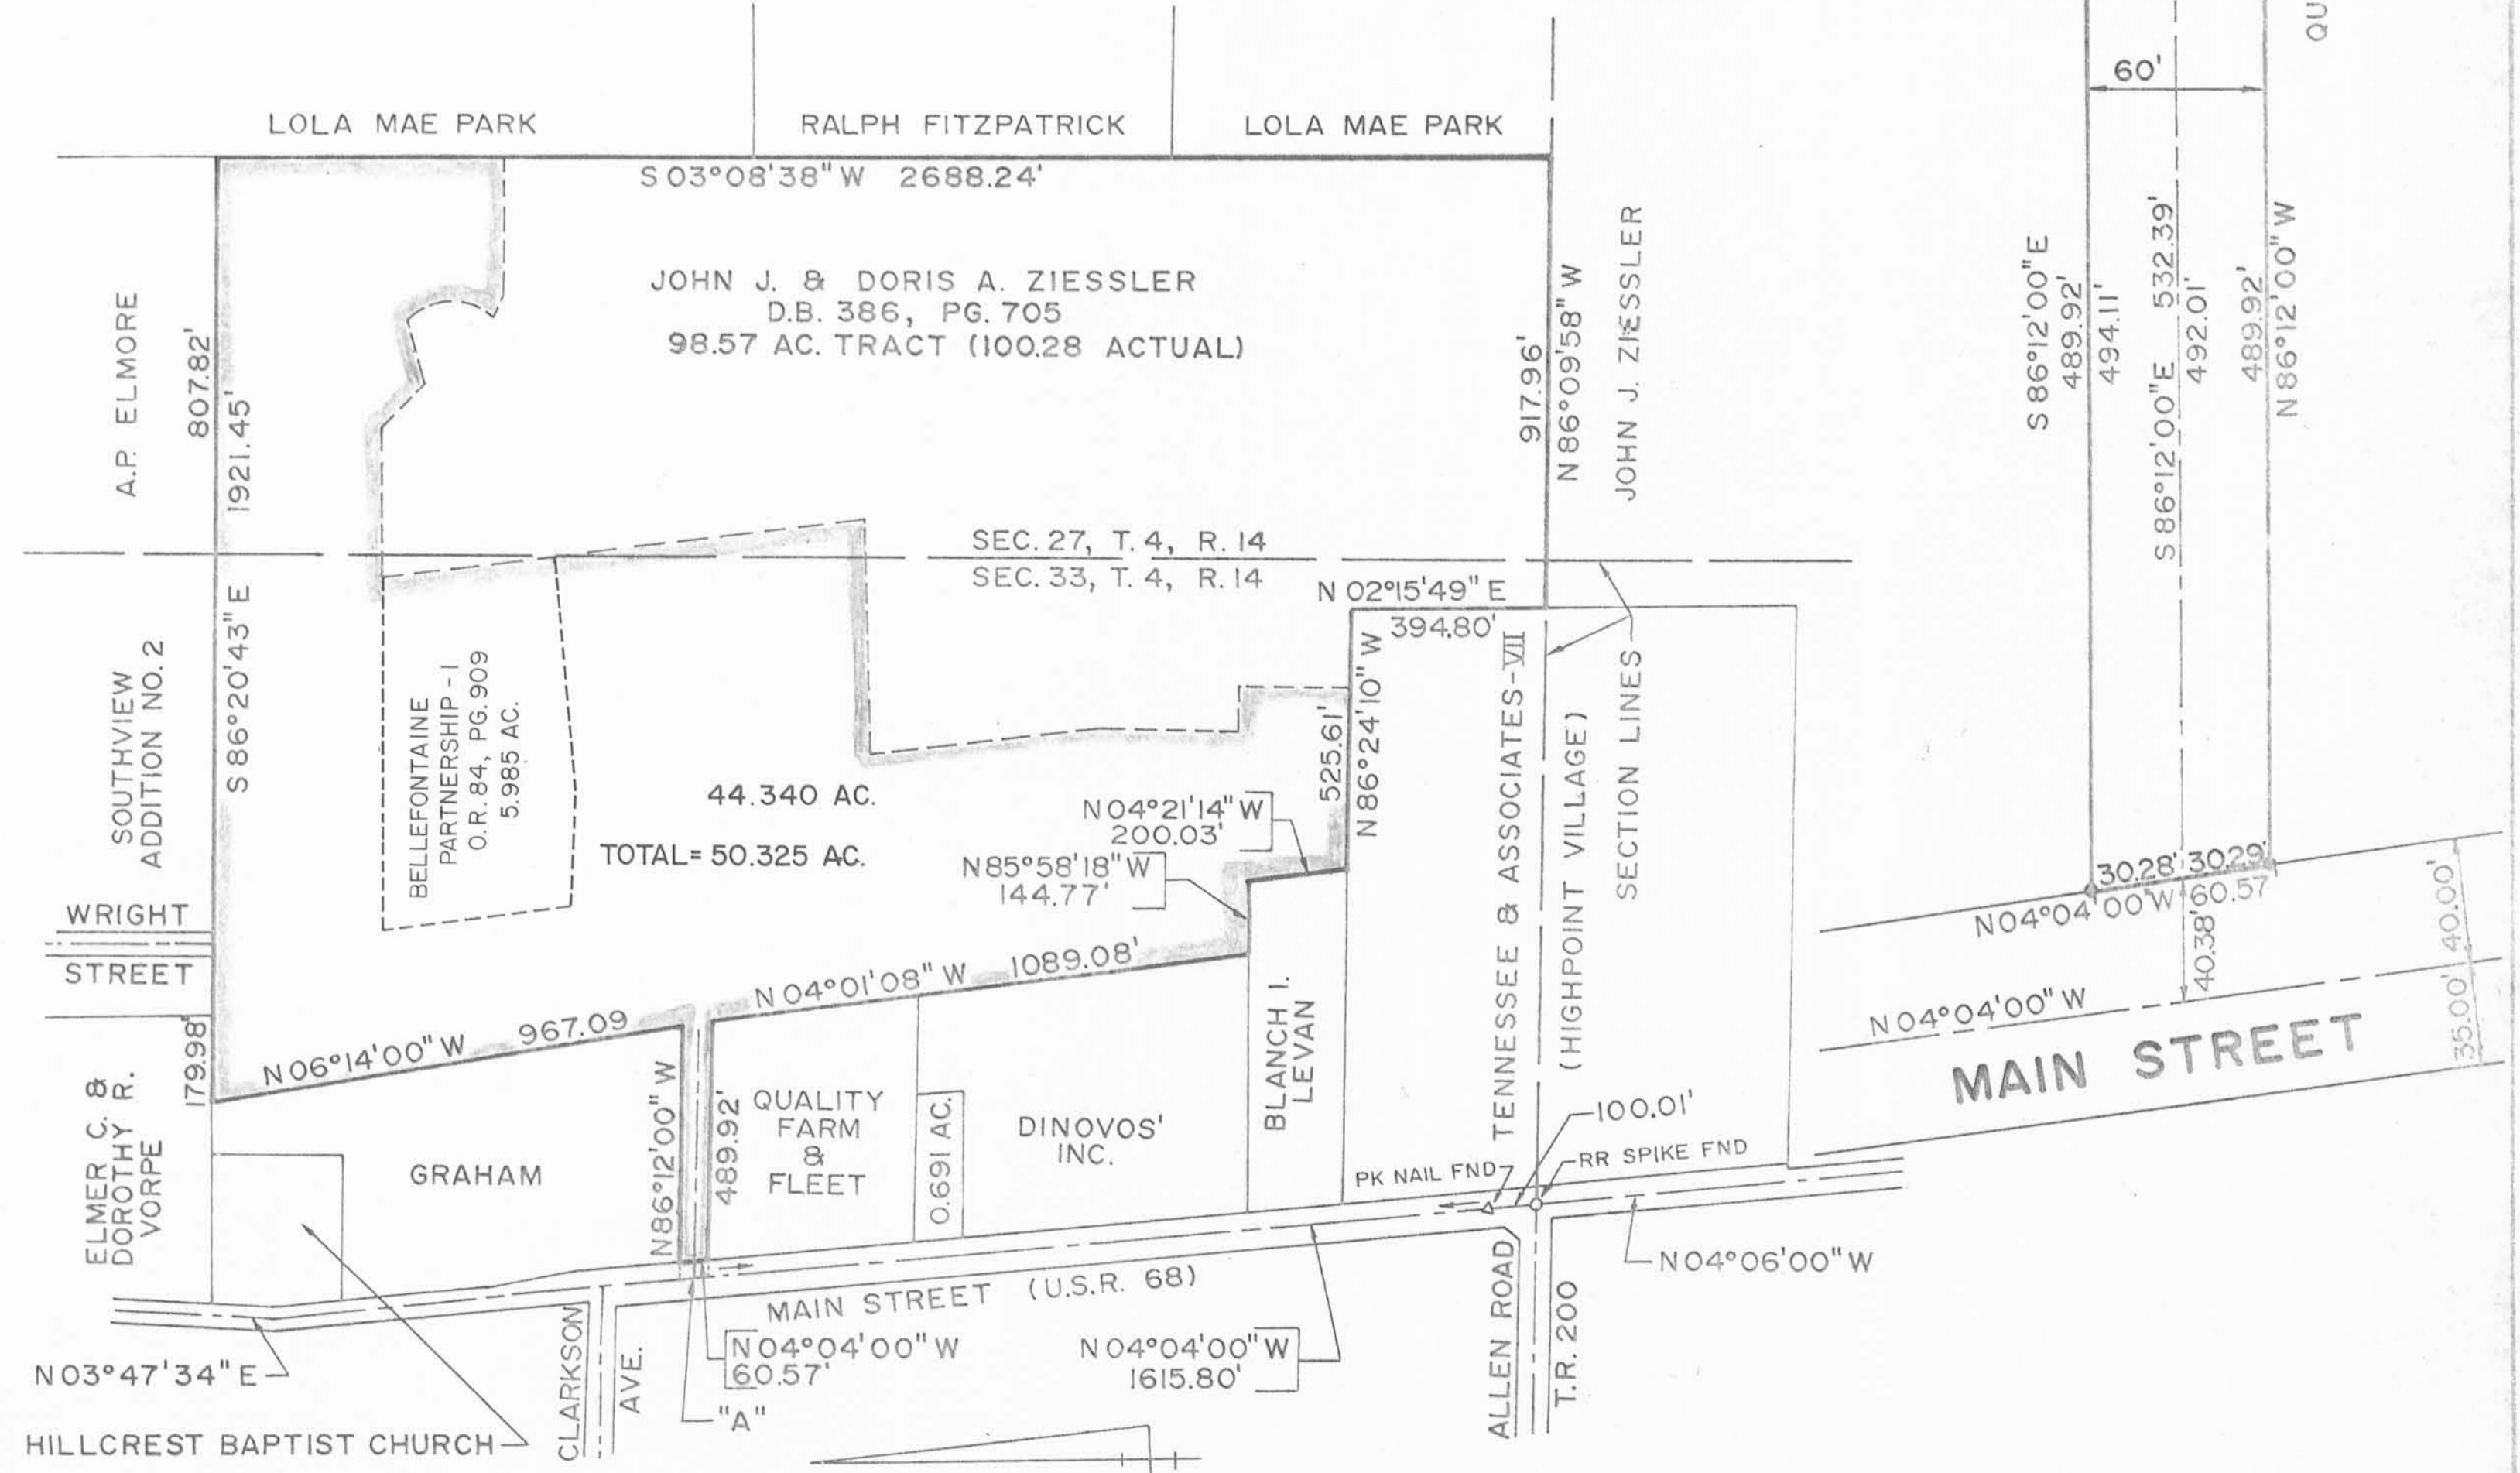 QU
60'
LOLA MAE PARK
RALPH FITZPATRICK
LOLA MAE PARK
S 03°08'38" W 2688.24'
JOHN J. & DORIS A. ZIESSLER
D.B. 386, PG. 705
98.57 AC. TRACT (100.28 ACTUAL)
A.P. ELMORE
807.82'
1921.45'
S 86°20'43" E
917.96'
N 86°09'58" W
JOHN J. ZIESSLER
S 86°12'00" E
489.92'
494.11'
S 86°12'00" E 532.39'
492.01'
489.92'
N 86°12'00" W
SEC. 27, T. 4, R. 14
SEC. 33, T. 4, R. 14
N 02°15'49" E
394.80'
SOUTHVIEW
ADDITION NO. 2
BELLEFONTAINE
PARTNERSHIP - I
O.R. 84, PG. 909
5.985 AC.
44.340 AC.
TOTAL= 50.325 AC.
N 04°21'14" W
200.03'
N 85°58'18" W
144.77'
525.61'
N 86°24'10" W
TENNESSEE & ASSOCIATES-VII
(HIGHPOINT VILLAGE)
SECTION LINES
30.28' 30.29'
N 04°04'00" W 60.57'
40.38'
40.00'
35.00'
N 04°04'00" W
MAIN STREET
WRIGHT
STREET
179.98'
N 06°14'00" W 967.09
N 04°01'08" W 1089.08'
ELMER C. &
DOROTHY R.
VORPE
GRAHAM
N 86°12'00" W
489.92'
QUALITY
FARM
&
FLEET
0.691 AC.
DINOVOS'
INC.
BLANCH I.
LEVAN
100.01'
PK NAIL FND
RR SPIKE FND
N 04°06'00" W
MAIN STREET (U.S.R. 68)
N 04°04'00" W
60.57'
N 04°04'00" W
1615.80'
"A"
N 03°47'34" E
HILLCREST BAPTIST CHURCH
CLARKSON
AVE.
ALLEN ROAD
T.R. 200